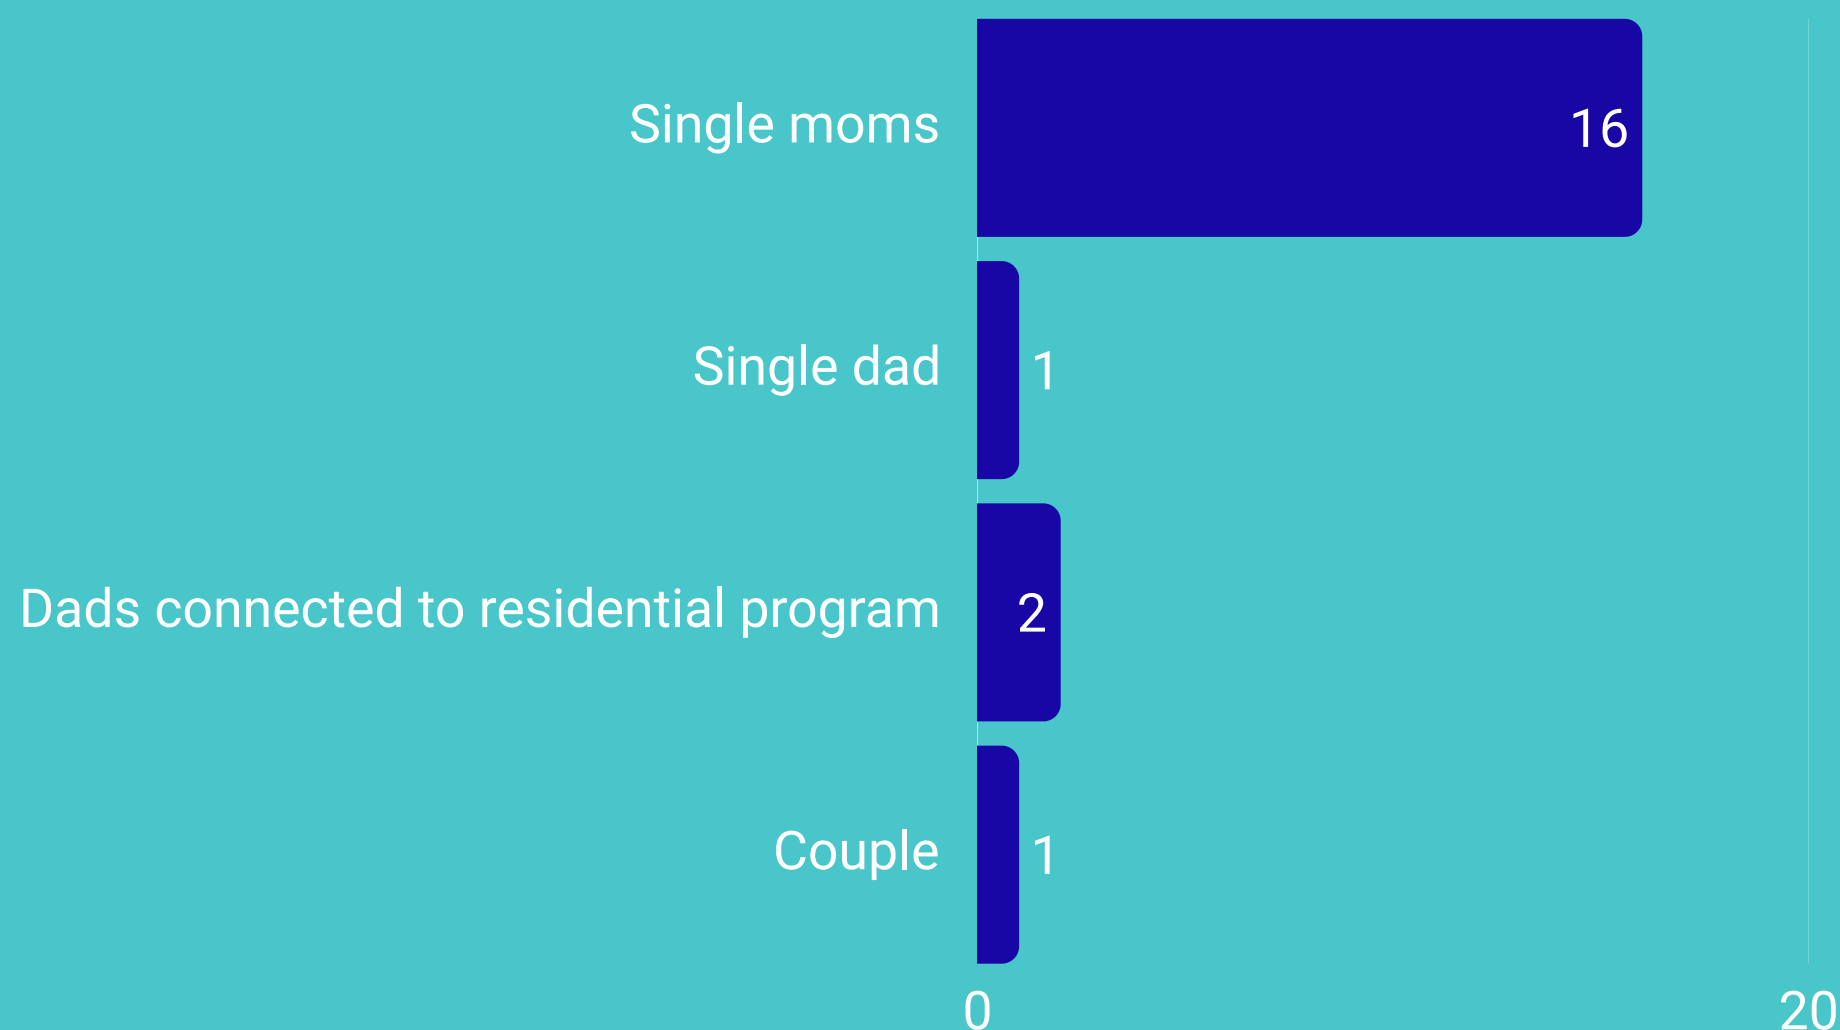 Single moms
16
Single dad
1
Dads connected to residential program
2
Couple
1
0
20